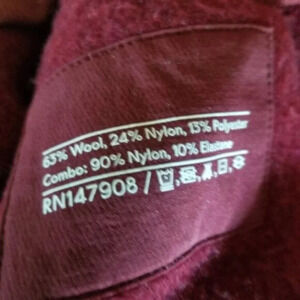 63% Wool, 24% Nylon, 13% Polyester
Combo: 90% Nylon, 10% Elastane
RN147908 /